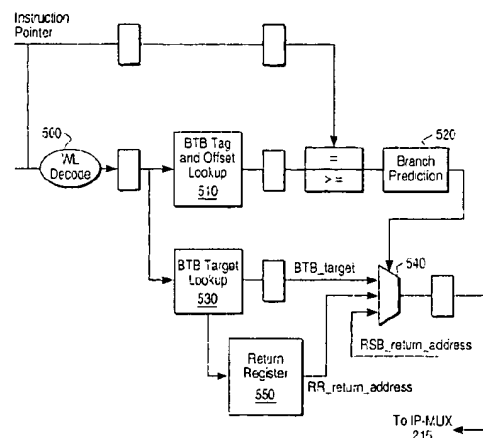 Instruction
Pointer
500
WL
Decode
BTB Tag
and Offset
Lookup
510
=
>=
520
Branch
Prediction
BTB Target
Lookup
530
BTB_target
540
RSB_return_address
Return
Register
550
RR_return_address
To IP-MUX
215